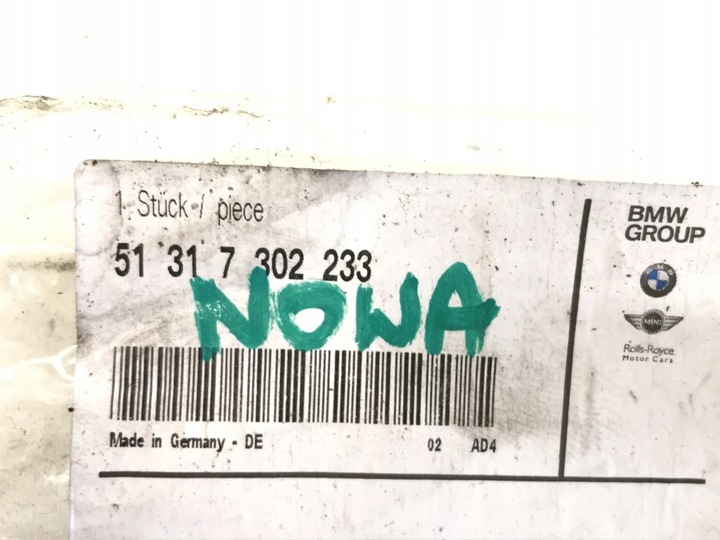 1 Stück / piece
51 31 7 302 233
NOWA
Made in Germany - DE 02 AD4
BMW
GROUP
MINI
Rolls-Royce
Motor Cars